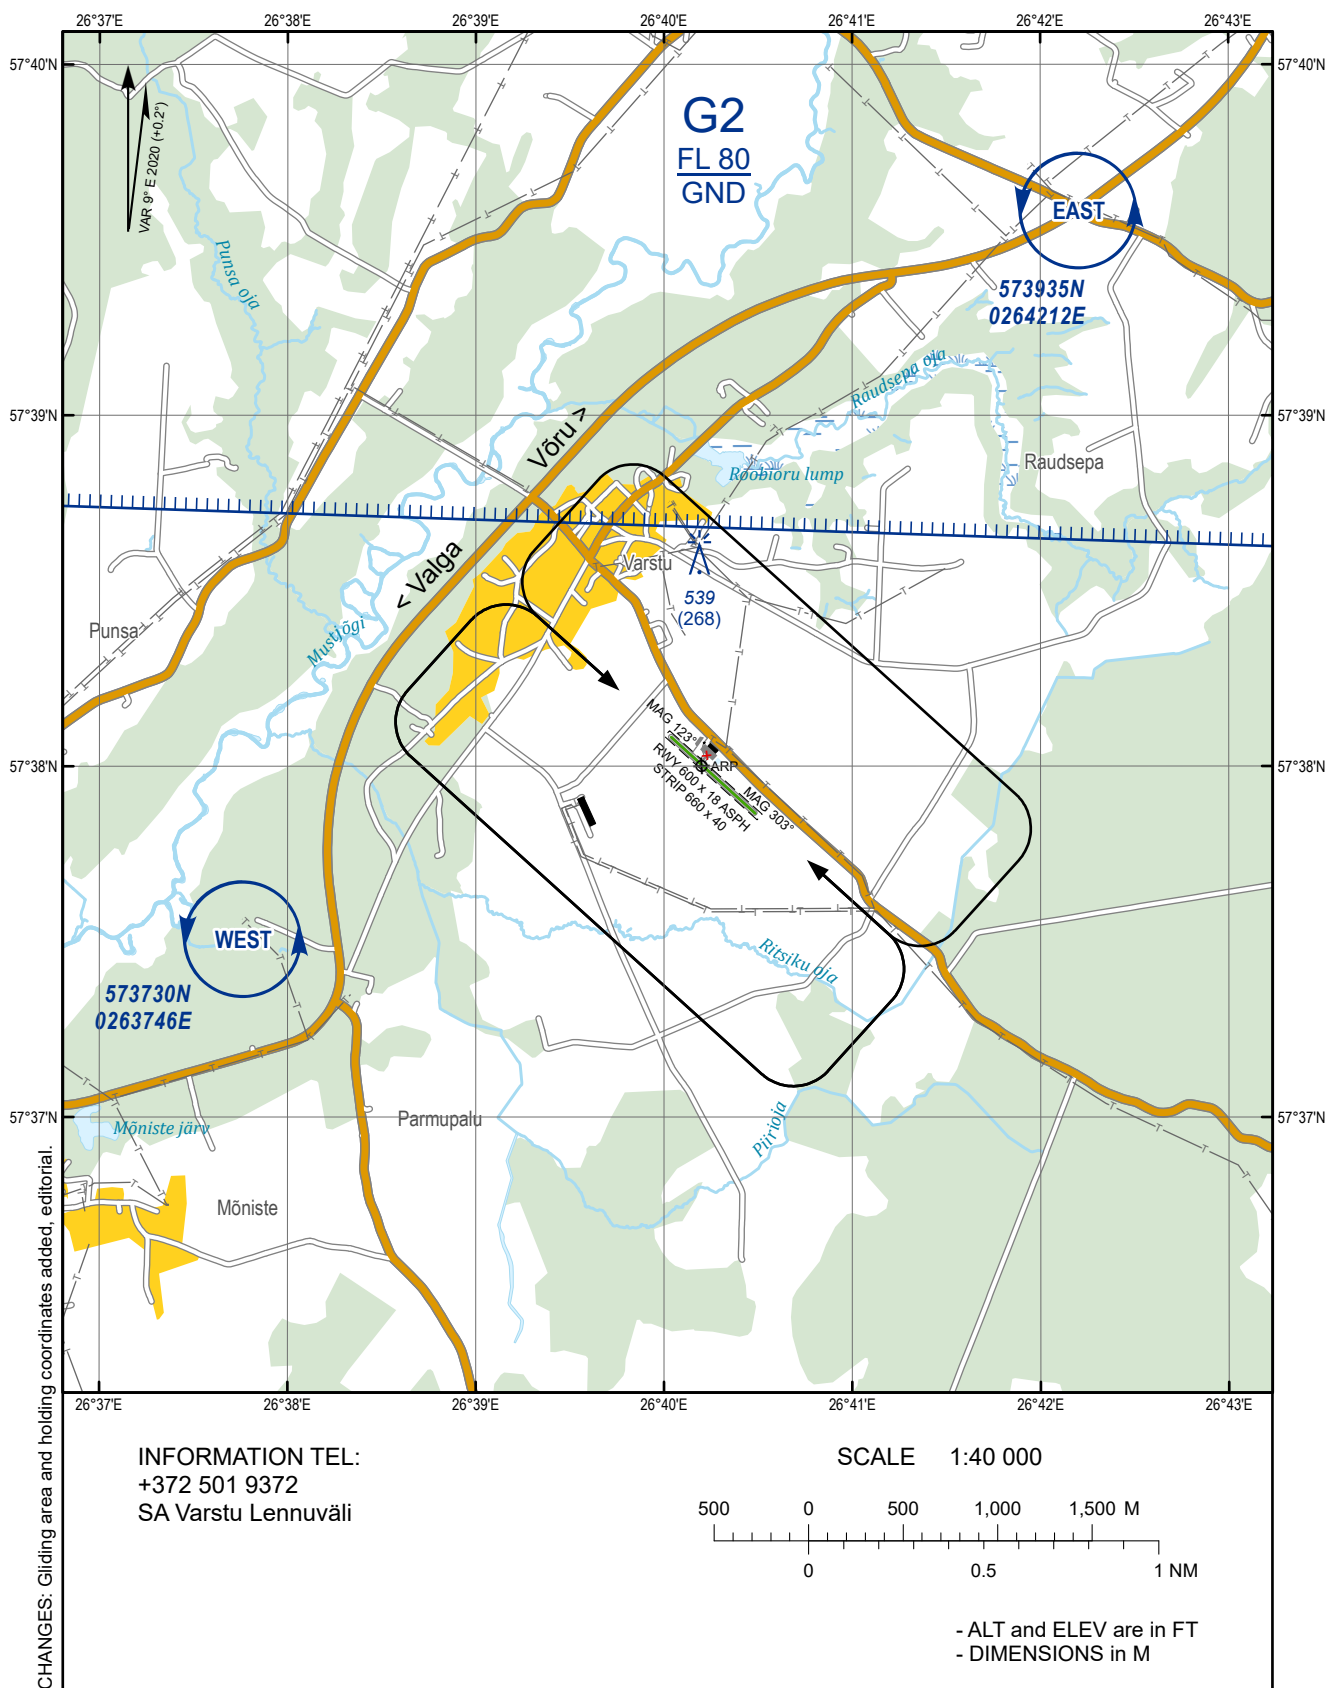 26°37'E 26°38'E 26°39'E 26°40'E 26°41'E 26°42'E 26°43'E
57°40'N 57°40'N
VAR 9° E 2020 (+0.2°)
G2
FL 80
GND
EAST
573935N
0264212E
Punsa oja
Raudsepa oja
57°39'N 57°39'N
Võru >
Rõõbioru lump
Raudsepa
< Valga
Varstu
539
(268)
Punsa
Mustjõgi
MAG 123°
ARP
RWY 600 x 18 ASPH
STRIP 660 x 40
MAG 303°
57°38'N 57°38'N
WEST
573730N
0263746E
Ritsiku oja
57°37'N 57°37'N
Mõniste järv
Parmupalu
Piirioja
Mõniste
26°37'E 26°38'E 26°39'E 26°40'E 26°41'E 26°42'E 26°43'E
CHANGES: Gliding area and holding coordinates added, editorial.
INFORMATION TEL:
+372 501 9372
SA Varstu Lennuväli
SCALE 1:40 000
500 0 500 1,000 1,500 M
0 0.5 1 NM
- ALT and ELEV are in FT
- DIMENSIONS in M